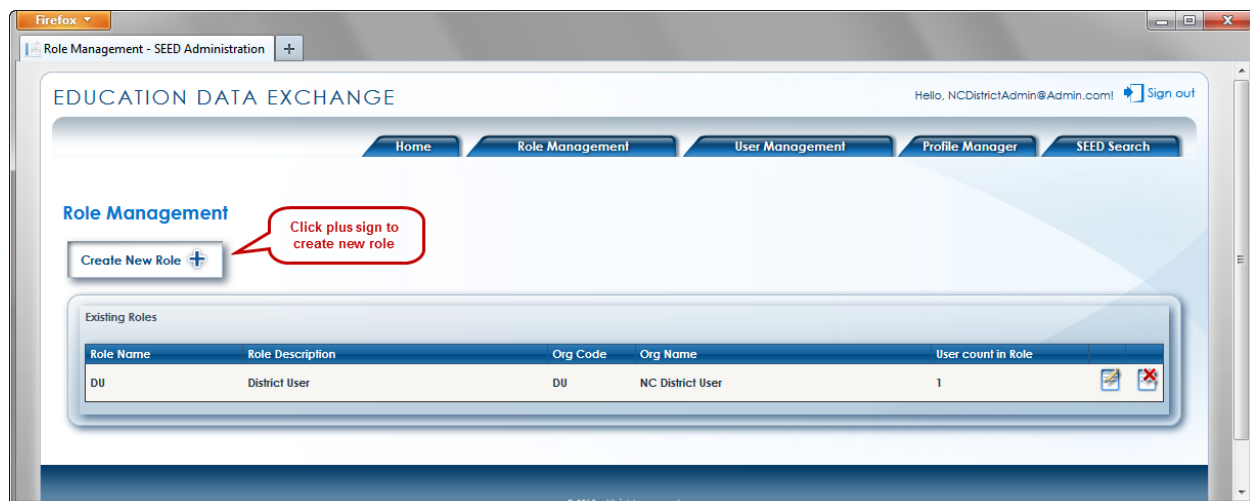 Firefox
Role Management - SEED Administration
EDUCATION DATA EXCHANGE
Hello, NCDistrictAdmin@Admin.com! Sign out
Home Role Management User Management Profile Manager SEED Search
Role Management
Click plus sign to
create new role
Create New Role
Existing Roles
Role Name Role Description Org Code Org Name User count in Role
DU District User DU NC District User 1